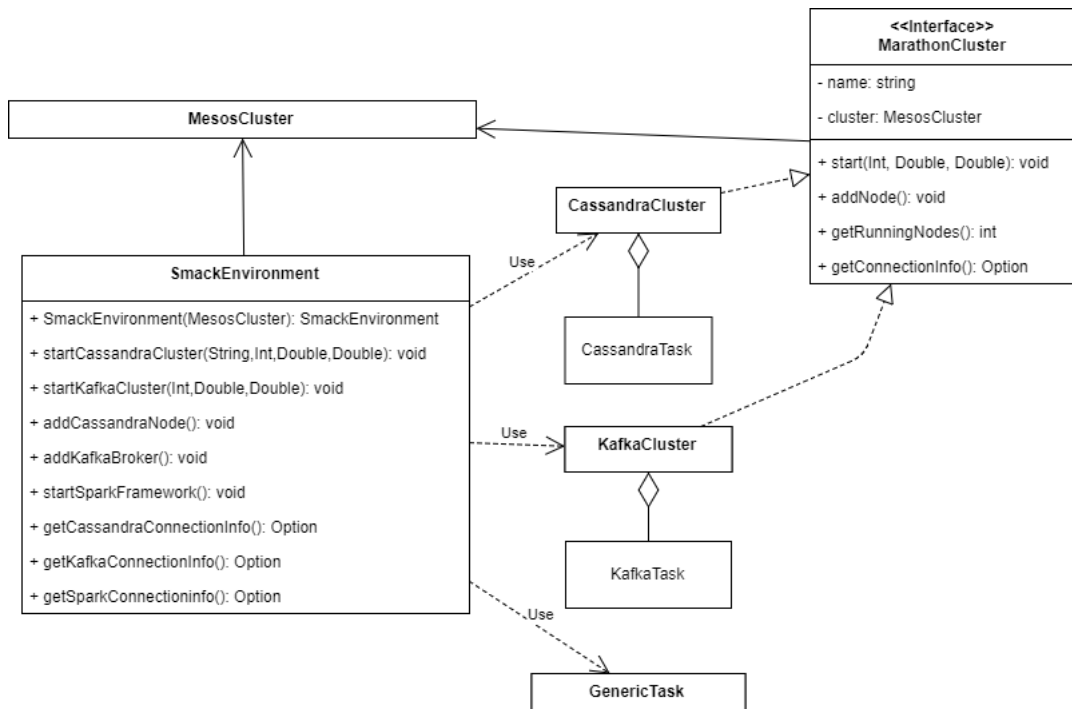 <<Interface>>
MarathonCluster
- name: string
- cluster: MesosCluster
+ start(Int, Double, Double): void
+ addNode(): void
+ getRunningNodes(): int
+ getConnectionInfo(): Option
MesosCluster
CassandraCluster
Use
CassandraTask
SmackEnvironment
+ SmackEnvironment(MesosCluster): SmackEnvironment
+ startCassandraCluster(String,Int,Double,Double): void
+ startKafkaCluster(Int,Double,Double): void
+ addCassandraNode(): void
+ addKafkaBroker(): void
+ startSparkFramework(): void
+ getCassandraConnectionInfo(): Option
+ getKafkaConnectionInfo(): Option
+ getSparkConnectioninfo(): Option
Use
KafkaCluster
KafkaTask
Use
GenericTask